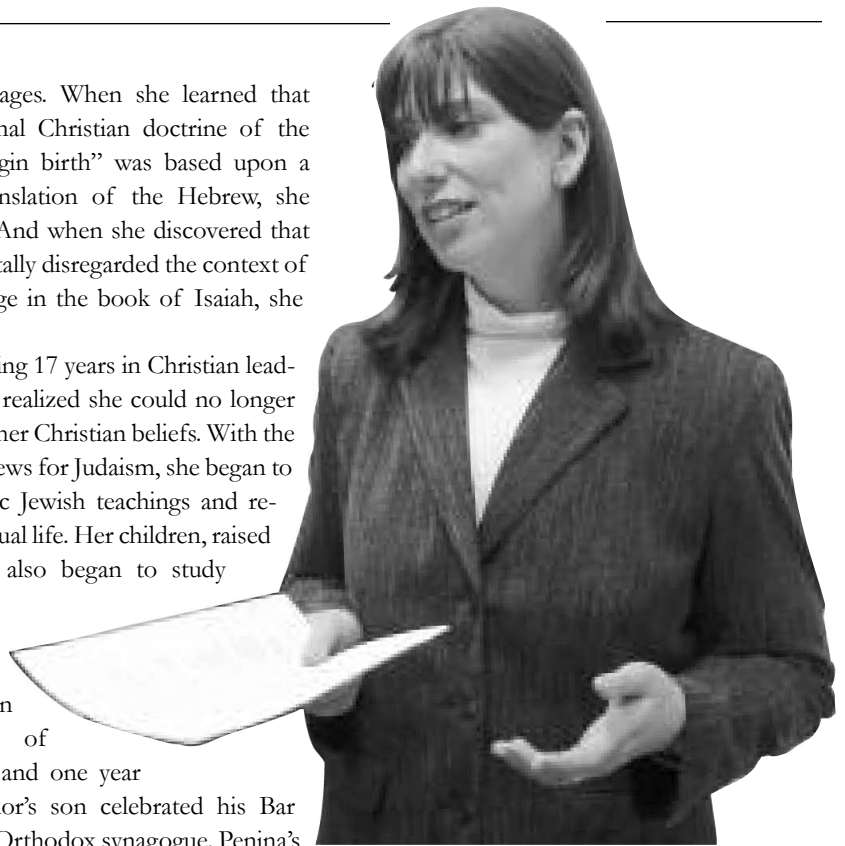 ages. When she learned that
nal Christian doctrine of the
gin birth” was based upon a
nslation of the Hebrew, she
And when she discovered that
tally disregarded the context of
ge in the book of Isaiah, she
ing 17 years in Christian lead-
realized she could no longer
her Christian beliefs. With the
ews for Judaism, she began to
c Jewish teachings and re-
ual life. Her children, raised
also began to study
n
of
and one year
or’s son celebrated his Bar
Orthodox synagogue. Penina’s